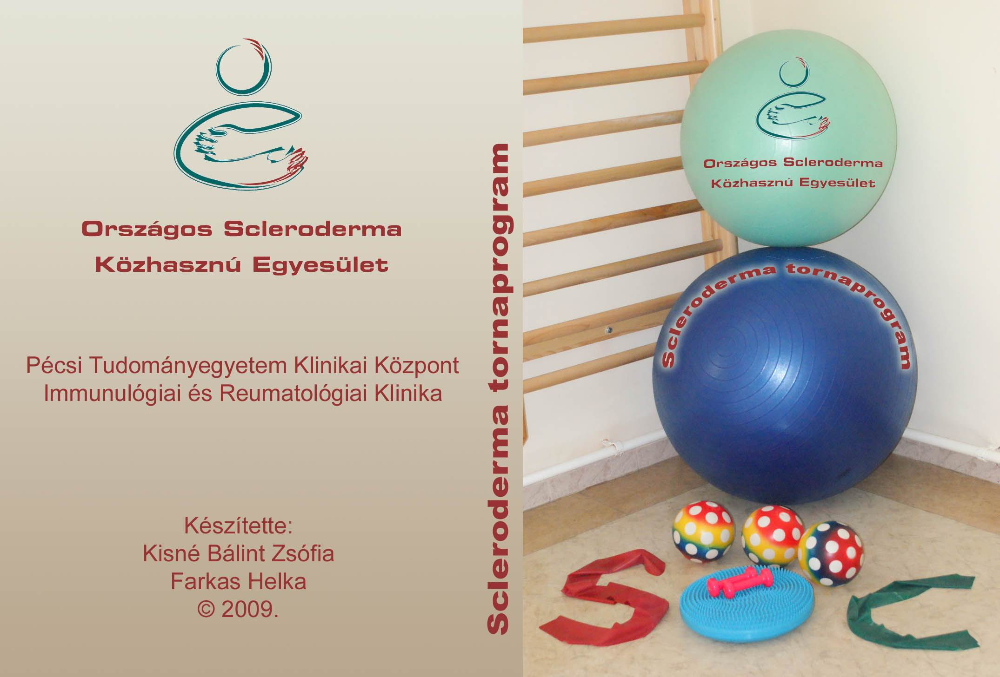 Országos Scleroderma
Közhasznú Egyesület
Pécsi Tudományegyetem Klinikai Központ
Immunulógiai és Reumatológiai Klinika
Készítette:
Kisné Bálint Zsófia
Farkas Helka
© 2009.
Scleroderma tornaprogram
Országos Scleroderma
Közhasznú Egyesület
Scleroderma tornaprogram
S C